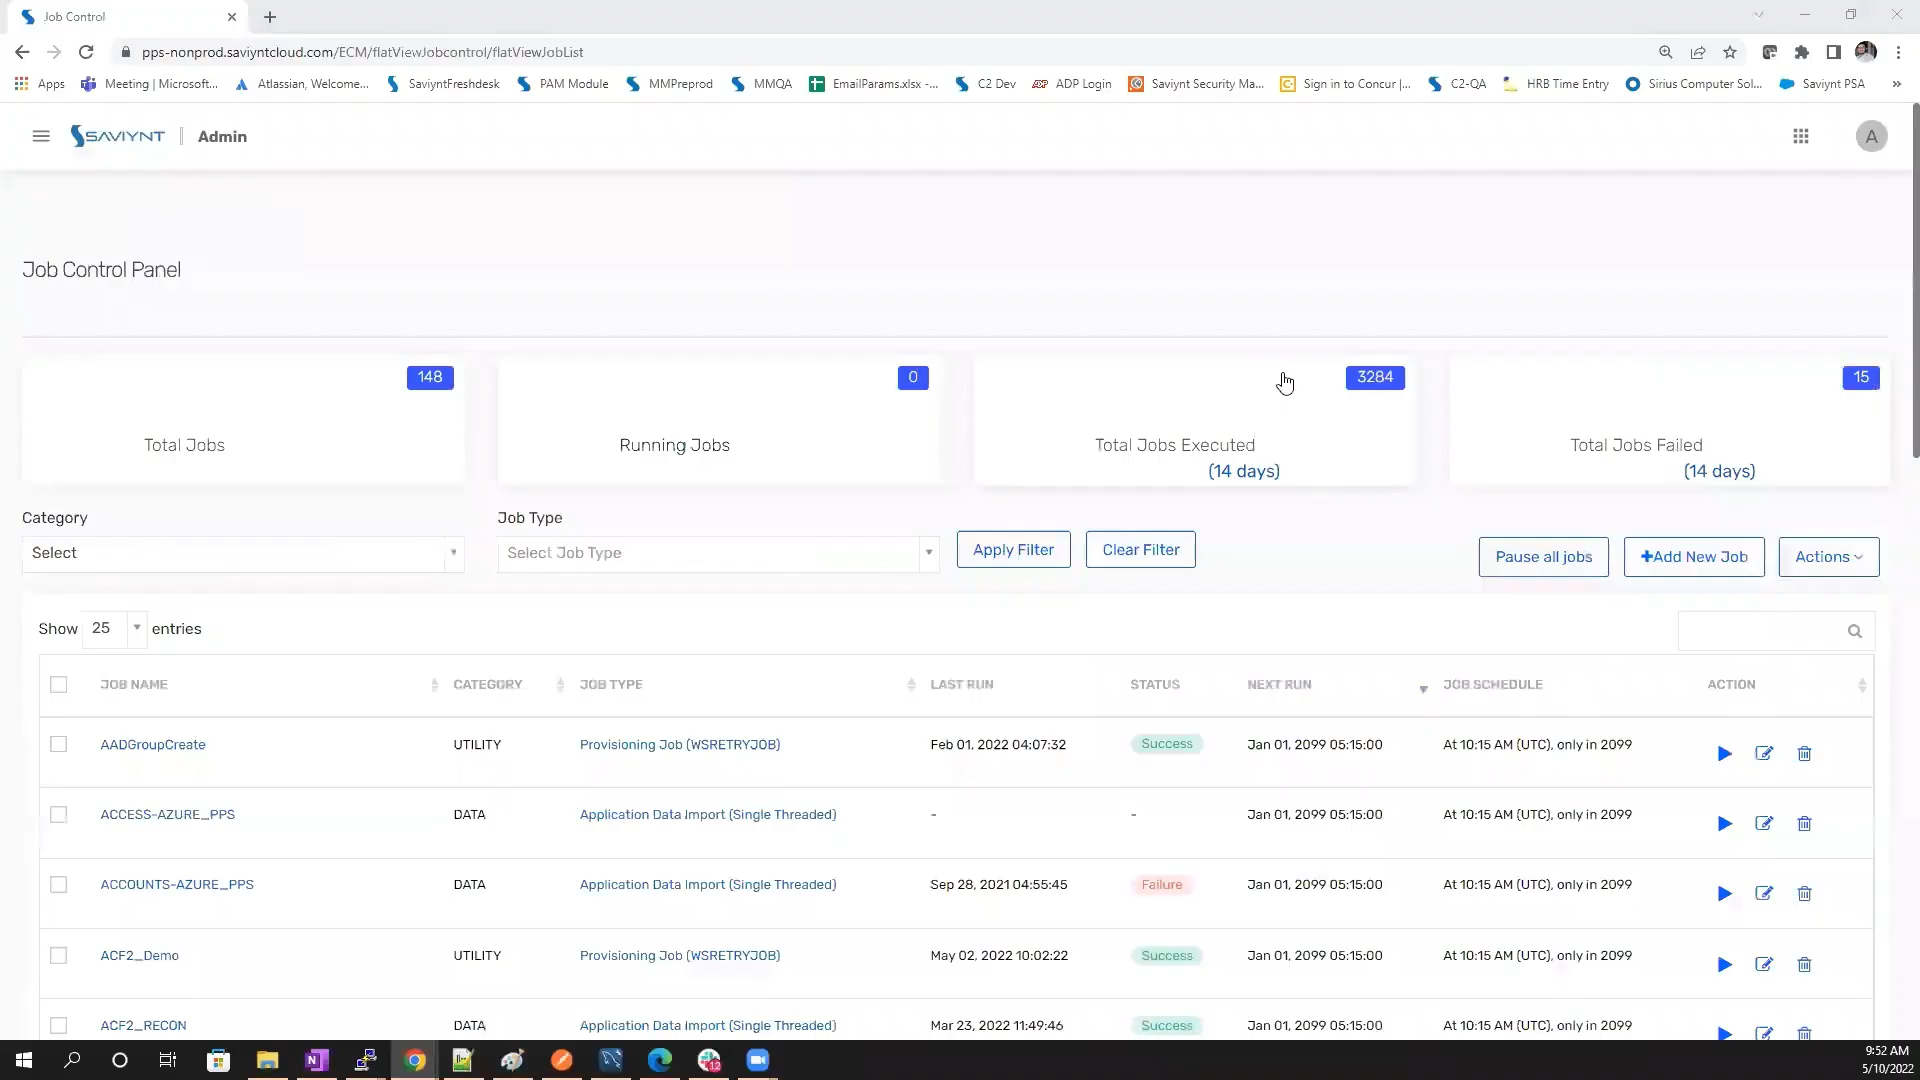 Job Control
pps-nonprod.saviyntcloud.com/ECM/flatViewJobcontrol/flatViewJobList
Apps Meeting | Microsoft... Atlassian, Welcome... SaviyntFreshdesk PAM Module MMPreprod MMQA EmailParams.xlsx -... C2 Dev ADP Login Saviynt Security Ma... Sign in to Concur |... C2-QA HRB Time Entry Sirius Computer Sol... Saviynt PSA »
SAVIYNT | Admin A
Job Control Panel
148 0 3284 15
Total Jobs Running Jobs Total Jobs Executed Total Jobs Failed
(14 days) (14 days)
Category Job Type
Select Select Job Type Apply Filter Clear Filter Pause all jobs +Add New Job Actions
Show 25 entries
JOB NAME CATEGORY JOB TYPE LAST RUN STATUS NEXT RUN JOB SCHEDULE ACTION
AADGroupCreate UTILITY Provisioning Job (WSRETRYJOB) Feb 01, 2022 04:07:32 Success Jan 01, 2099 05:15:00 At 10:15 AM (UTC), only in 2099
ACCESS-AZURE_PPS DATA Application Data Import (Single Threaded) - - Jan 01, 2099 05:15:00 At 10:15 AM (UTC), only in 2099
ACCOUNTS-AZURE_PPS DATA Application Data Import (Single Threaded) Sep 28, 2021 04:55:45 Failure Jan 01, 2099 05:15:00 At 10:15 AM (UTC), only in 2099
ACF2_Demo UTILITY Provisioning Job (WSRETRYJOB) May 02, 2022 10:02:22 Success Jan 01, 2099 05:15:00 At 10:15 AM (UTC), only in 2099
ACF2_RECON DATA Application Data Import (Single Threaded) Mar 23, 2022 11:49:46 Success Jan 01, 2099 05:15:00 At 10:15 AM (UTC), only in 2099
12
9:52 AM
5/10/2022